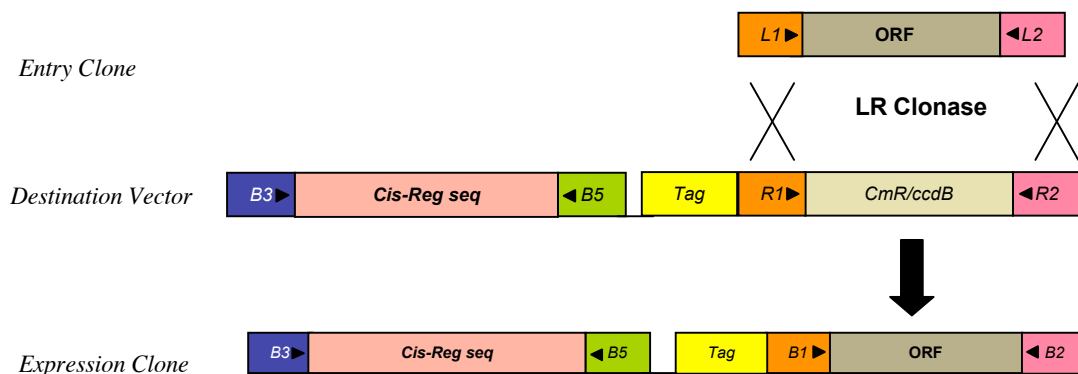 L1 ORF L2
Entry Clone
LR Clonase
Destination Vector B3 Cis-Reg seq B5 Tag R1 CmR/ccdB R2
Expression Clone B3 Cis-Reg seq B5 Tag B1 ORF B2